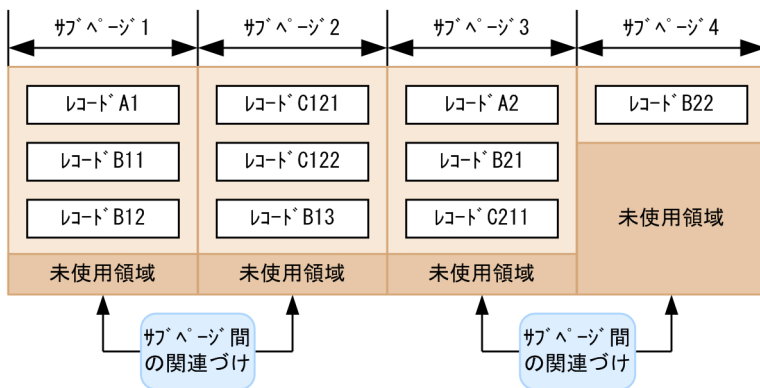 ｻﾌﾞﾍﾟｰｼﾞ1
ｻﾌﾞﾍﾟｰｼﾞ2
ｻﾌﾞﾍﾟｰｼﾞ3
ｻﾌﾞﾍﾟｰｼﾞ4
ﾚｺｰﾄﾞA1
ﾚｺｰﾄﾞC121
ﾚｺｰﾄﾞA2
ﾚｺｰﾄﾞB22
ﾚｺｰﾄﾞB11
ﾚｺｰﾄﾞC122
ﾚｺｰﾄﾞB21
ﾚｺｰﾄﾞB12
ﾚｺｰﾄﾞB13
ﾚｺｰﾄﾞC211
未使用領域
未使用領域
未使用領域
未使用領域
ｻﾌﾞﾍﾟｰｼﾞ間
の関連づけ
ｻﾌﾞﾍﾟｰｼﾞ間
の関連づけ